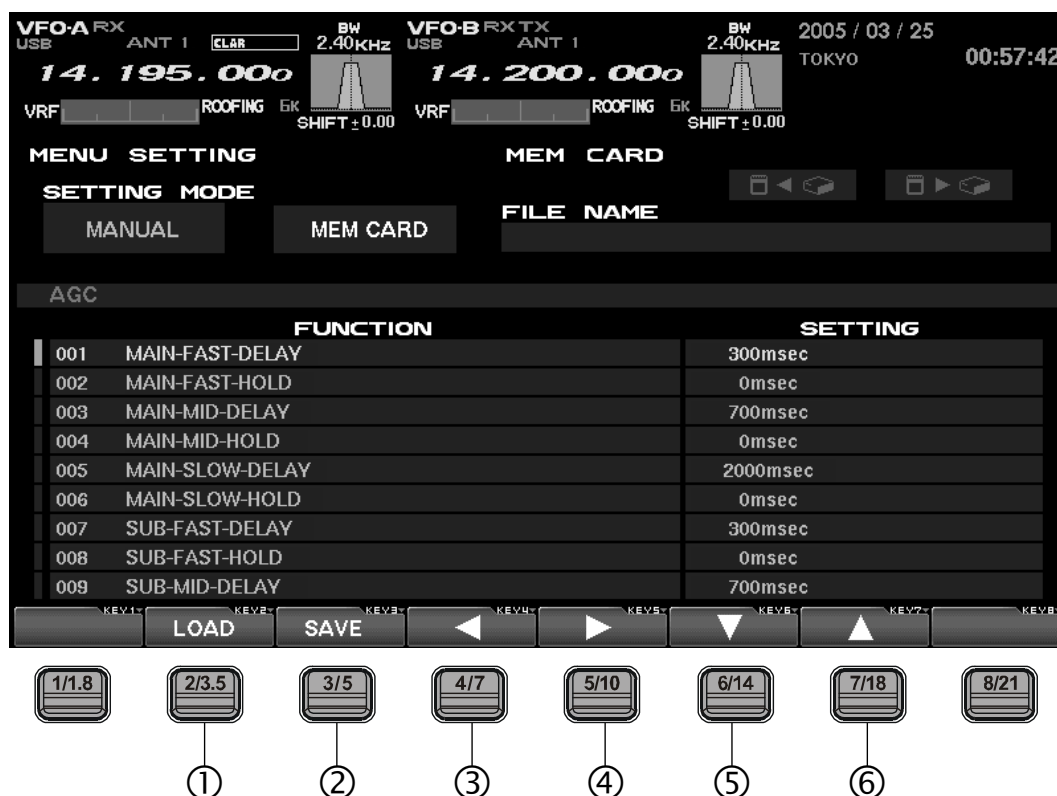 VFO-A RX BW VFO-B RX TX BW 2005 / 03 / 25
USB ANT 1 CLAR 2.40KHz USB ANT 1 2.40KHz
TOKYO 00:57:42
14. 195. 000 14. 200. 000
VRF ROOFING 6K VRF ROOFING 6K
SHIFT ± 0.00 SHIFT ± 0.00
MENU SETTING MEM CARD
SETTING MODE
FILE NAME
MANUAL MEM CARD
AGC
FUNCTION SETTING
001 MAIN-FAST-DELAY 300msec
002 MAIN-FAST-HOLD 0msec
003 MAIN-MID-DELAY 700msec
004 MAIN-MID-HOLD 0msec
005 MAIN-SLOW-DELAY 2000msec
006 MAIN-SLOW-HOLD 0msec
007 SUB-FAST-DELAY 300msec
008 SUB-FAST-HOLD 0msec
009 SUB-MID-DELAY 700msec
KEY1 KEY2 KEY3 KEY4 KEY5 KEY6 KEY7 KEY8
LOAD SAVE ◀ ▶ ▼ ▲
1/1.8 2/3.5 3/5 4/7 5/10 6/14 7/18 8/21
① ② ③ ④ ⑤ ⑥